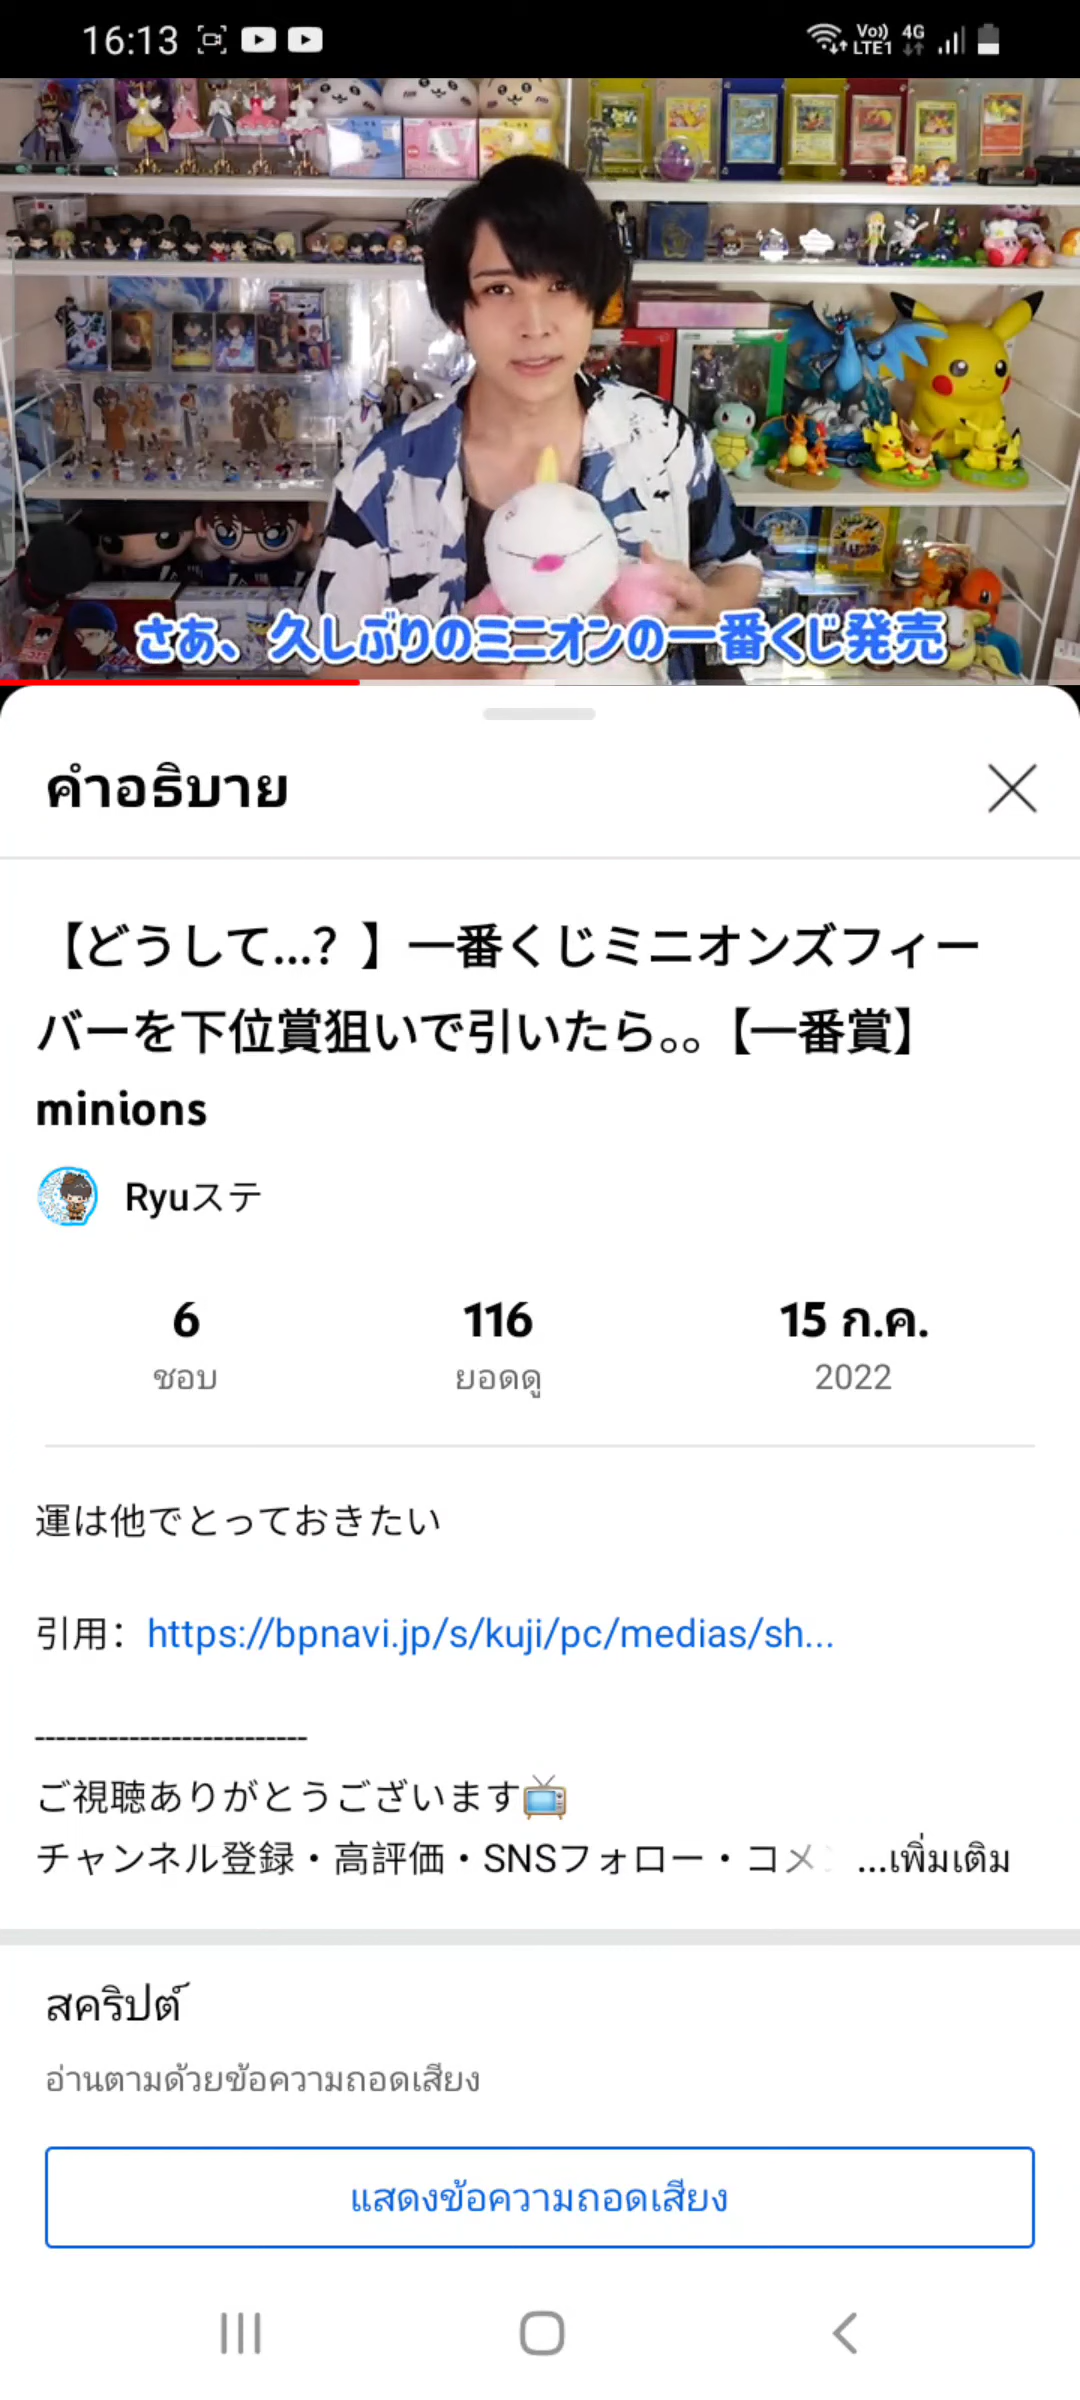 16:13
Vo))
LTE1
4G
さあ、久しぶりのミニオンの一番くじ発売
คำอธิบาย
【どうして...？】一番くじミニオンズフィー
バーを下位賞狙いで引いたら。。【一番賞】
minions
Ryuステ
6
116
15 ก.ค.
ชอบ
ยอดดู
2022
運は他でとっておきたい
引用：https://bpnavi.jp/s/kuji/pc/medias/sh...
--------------------------
ご視聴ありがとうございます📺
チャンネル登録・高評価・SNSフォロー・コメ ...เพิ่มเติม
สคริปต์
อ่านตามด้วยข้อความถอดเสียง
แสดงข้อความถอดเสียง